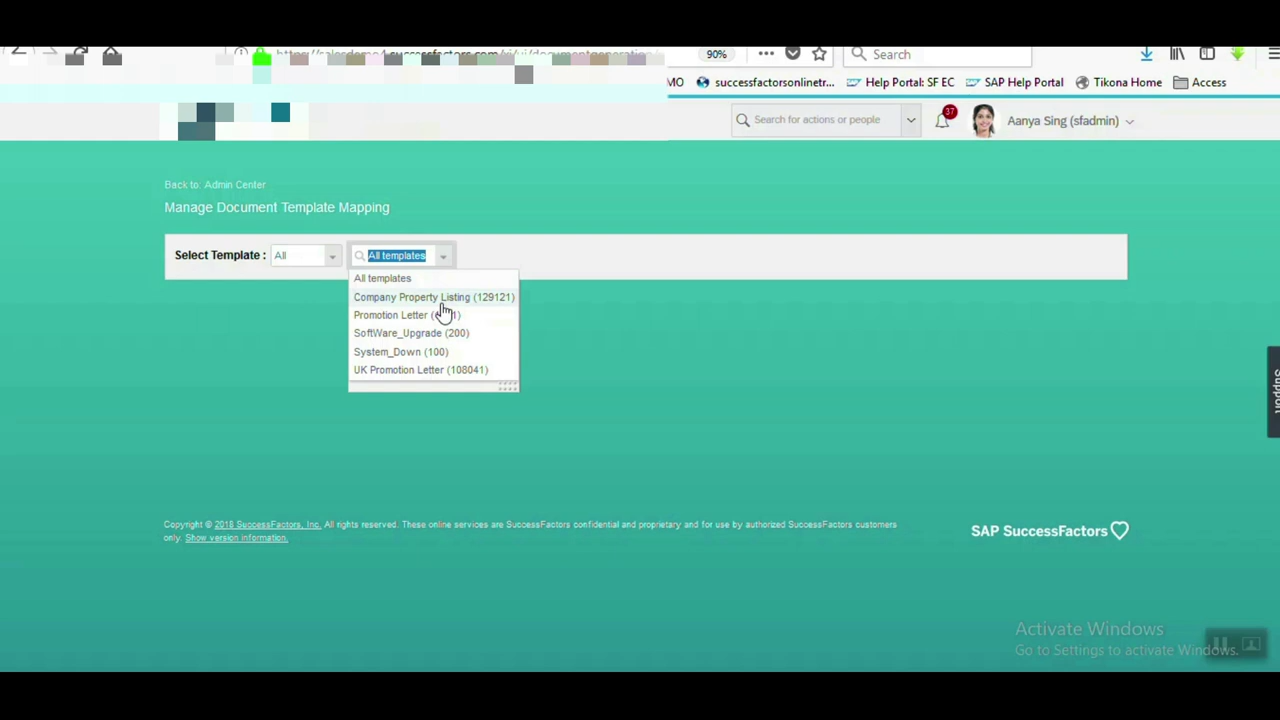 90%
Search
MO
successfactorsonlinetr...
Help Portal: SF EC
SAP Help Portal
Tikona Home
Access
Search for actions or people
37
Aanya Sing (sfadmin)
Back to: Admin Center
Manage Document Template Mapping
Select Template :
All
All templates
All templates
Company Property Listing (129121)
Promotion Letter
SoftWare_Upgrade (200)
System_Down (100)
UK Promotion Letter (108041)
Support
Copyright © 2018 SuccessFactors, Inc. All rights reserved. These online services are SuccessFactors confidential and proprietary and for use by authorized SuccessFactors customers
only. Show version information.
SAP SuccessFactors
Activate Windows
Go to Settings to activate Windows.